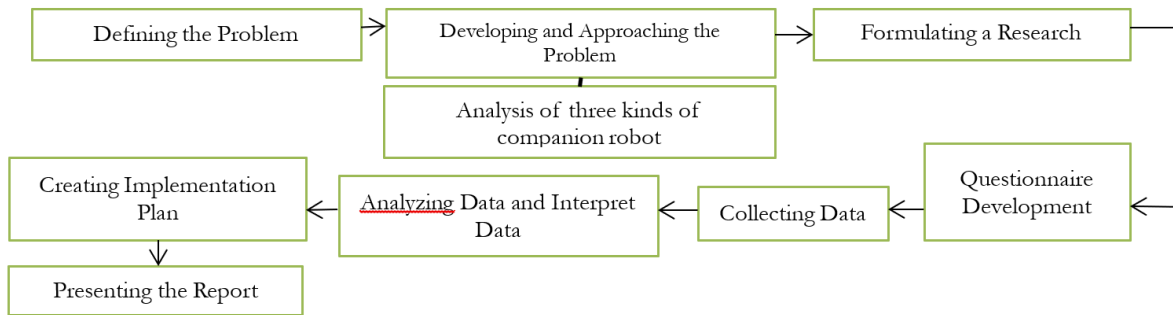 Defining the Problem
Developing and Approaching the
Problem
Formulating a Research
Analysis of three kinds of
companion robot
Questionnaire
Development
Collecting Data
Analyzing Data and Interpret
Data
Creating Implementation
Plan
Presenting the Report